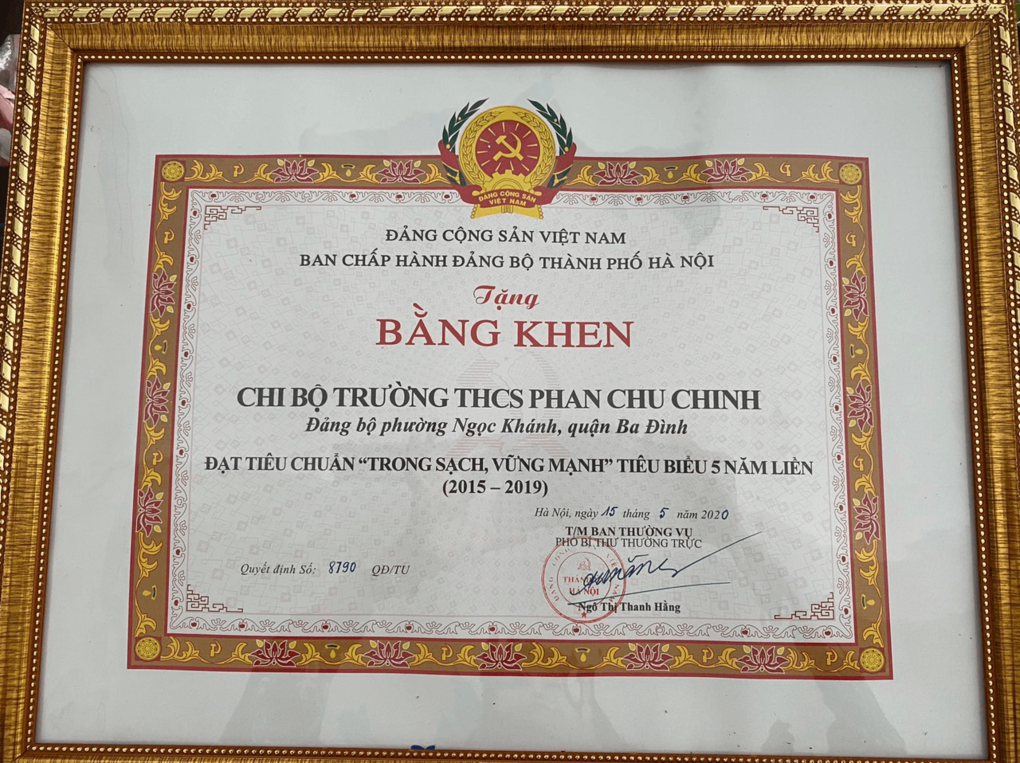 ĐẢNG CỘNG SẢN
VIỆT NAM
ĐẢNG CỘNG SẢN VIỆT NAM
BAN CHẤP HÀNH ĐẢNG BỘ THÀNH PHỐ HÀ NỘI
Tặng
BẰNG KHEN
CHI BỘ TRƯỜNG THCS PHAN CHU CHINH
Đảng bộ phường Ngọc Khánh, quận Ba Đình
ĐẠT TIÊU CHUẨN “TRONG SẠCH, VỮNG MẠNH” TIÊU BIỂU 5 NĂM LIỀN
(2015 – 2019)
Hà Nội, ngày 15 tháng 5 năm 2020
T/M BAN THƯỜNG VỤ
PHÓ BÍ THƯ THƯỜNG TRỰC
Quyết định Số: 8790 QĐ/TU
HÀ NỘI
Ngô Thị Thanh Hằng